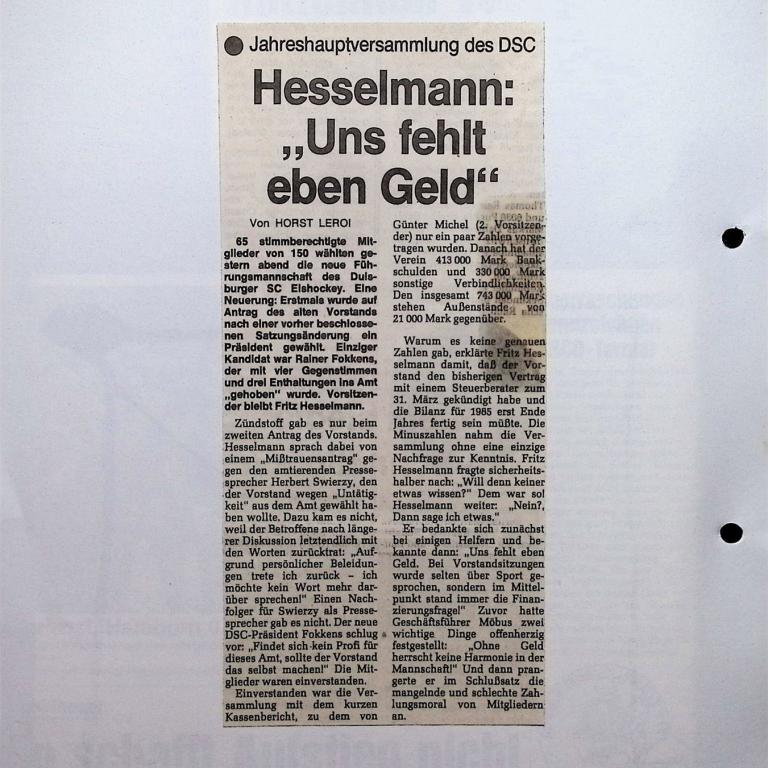 ● Jahreshauptversammlung des DSC
Hesselmann:
„Uns fehlt
eben Geld“
Von HORST LEROI
65 stimmberechtigte Mit-
glieder von 150 wählten ge-
stern abend die neue Füh-
rungsmannschaft des Duis-
burger SC Eishockey. Eine
Neuerung: Erstmals wurde auf
Antrag des alten Vorstands
nach einer vorher beschlosse-
nen Satzungsänderung ein
Präsident gewählt. Einziger
Kandidat war Rainer Fokkens,
der mit vier Gegenstimmen
und drei Enthaltungen ins Amt
„gehoben“ wurde. Vorsitzen-
der bleibt Fritz Hesselmann.
Zündstoff gab es nur beim
zweiten Antrag des Vorstands.
Hesselmann sprach dabei von
einem „Mißtrauensantrag“ ge-
gen den amtierenden Presse-
sprecher Herbert Swierzy, den
der Vorstand wegen „Untätig-
keit“ aus dem Amt gewählt ha-
ben wollte. Dazu kam es nicht,
weil der Betroffene nach länge-
rer Diskussion letztendlich mit
den Worten zurücktrat: „Auf-
grund persönlicher Beleidun-
gen trete ich zurück – ich
möchte kein Wort mehr dar-
über sprechen!“ Einen Nach-
folger für Swierzy als Presse-
sprecher gab es nicht. Der neue
DSC-Präsident Fokkens schlug
vor: „Findet sich kein Profi für
dieses Amt, sollte der Vorstand
das selbst machen!“ Die Mit-
glieder waren einverstanden.
Einverstanden war die Ver-
sammlung mit dem kurzen
Kassenbericht, zu dem von
Günter Michel (2. Vorsitzen-
der) nur ein paar Zahlen vorge-
tragen wurden. Danach hat der
Verein 413 000 Mark Bank-
schulden und 330 000 Mark
sonstige Verbindlichkeiten.
Den insgesamt 743 000 Mark
stehen Außenstände von
21 000 Mark gegenüber.
Warum es keine genauen
Zahlen gab, erklärte Fritz Hes-
selmann damit, daß der Vor-
stand den bisherigen Vertrag
mit einem Steuerberater zum
31. März gekündigt habe und
die Bilanz für 1985 erst Ende
Jahres fertig sein müßte. Die
Minuszahlen nahm die Ver-
sammlung ohne eine einzige
Nachfrage zur Kenntnis. Fritz
Hesselmann fragte sicherheits-
halber nach: „Will denn keiner
etwas wissen?“ Dem war so!
Hesselmann weiter: „Nein?,
Dann sage ich etwas.“
Er bedankte sich zunächst
bei einigen Helfern und be-
kannte dann: „Uns fehlt eben
Geld. Bei Vorstandsitzungen
wurde selten über Sport ge-
sprochen, sondern im Mittel-
punkt stand immer die Finan-
zierungsfrage!“ Zuvor hatte
Geschäftsführer Möbus zwei
wichtige Dinge offenherzig
festgestellt: „Ohne Geld
herrscht keine Harmonie in der
Mannschaft!“ Und dann pran-
gerte er im Schlußsatz die
mangelnde und schlechte Zah-
lungsmoral von Mitgliedern
an.